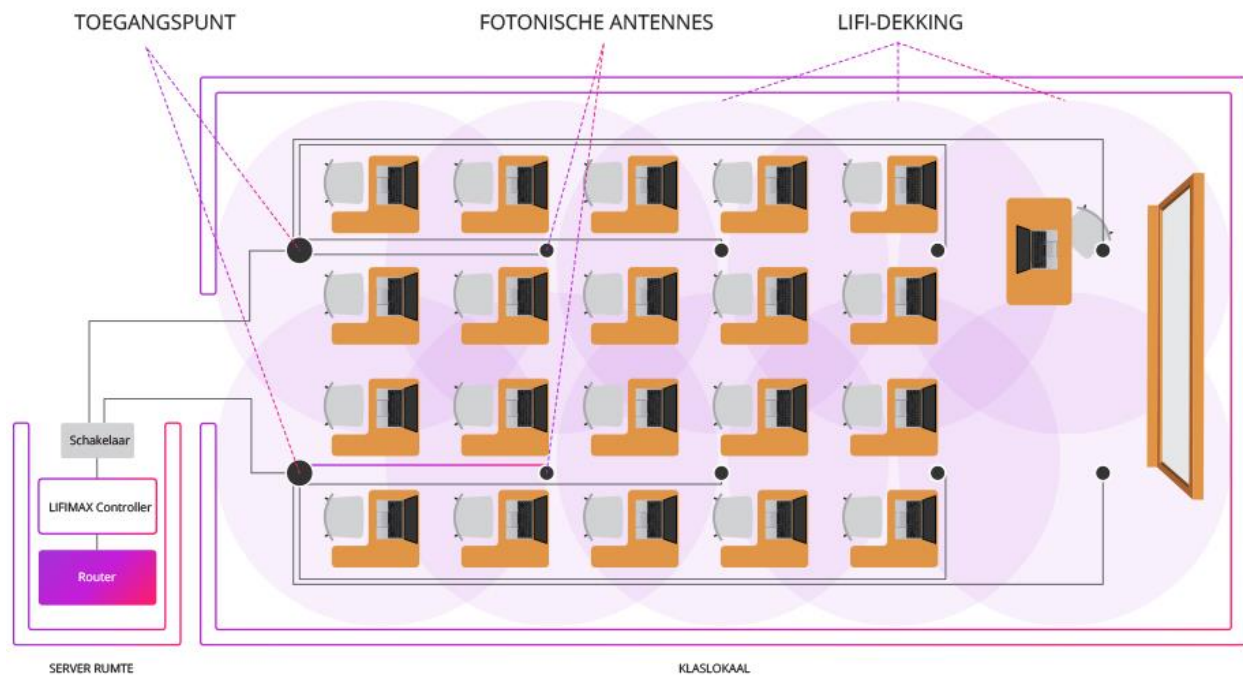 TOEGANGSPUNT
FOTONISCHE ANTENNES
LIFI-DEKKING
Schakelaar
LIFIMAX Controller
Router
SERVER RUMTE
KLASLOKAAL